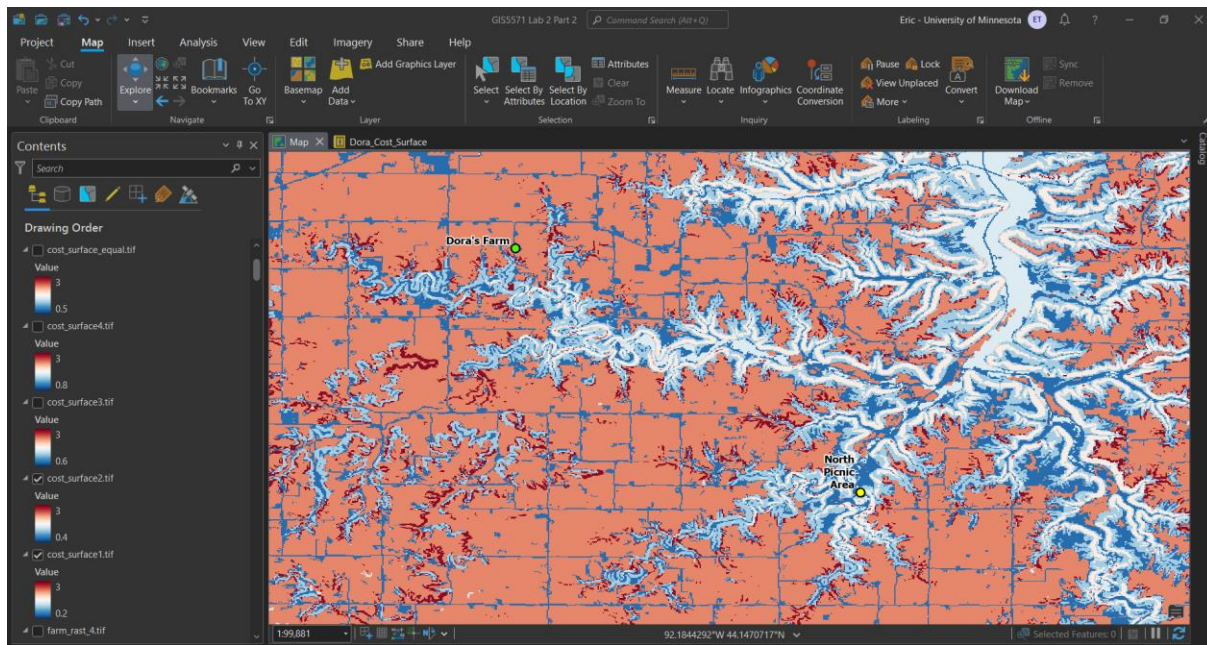 GIS5571 Lab 2 Part 2
Command Search (Alt+Q)
Eric - University of Minnesota
ET
?
Project Map Insert Analysis View Edit Imagery Share Help
Paste
Cut
Copy
Copy Path
Clipboard
Explore
Bookmarks
Go
To XY
Navigate
Basemap
Add
Data
Add Graphics Layer
Layer
Select
Select By
Attributes
Select By
Location
Attributes
Clear
Zoom To
Selection
Measure
Locate
Infographics
Coordinate
Conversion
Inquiry
Pause
Lock
View Unplaced
More
Convert
Labeling
Download
Map
Sync
Remove
Offline
Contents
Search
Drawing Order
cost_surface_equal.tif
Value
3
0.5
cost_surface4.tif
Value
3
0.8
cost_surface3.tif
Value
3
0.6
cost_surface2.tif
Value
3
0.4
cost_surface1.tif
Value
3
0.2
farm_rast_4.tif
Map
Dora_Cost_Surface
Catalog
Dora's Farm
North
Picnic
Area
1:99,881
92.1844292°W 44.1470717°N
Selected Features: 0